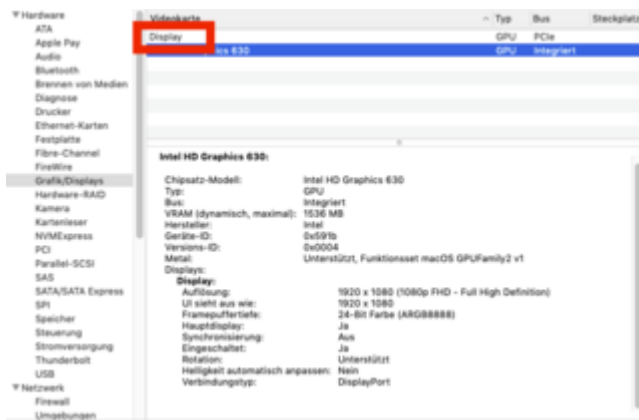 Hardware
ATA
Apple Pay
Audio
Bluetooth
Brennen von Medien
Diagnose
Drucker
Ethernet-Karten
Festplatte
Fibre-Channel
FireWire
Grafik/Displays
Hardware-RAID
Kamera
Kartenleser
NVMExpress
PCI
Parallel-SCSI
SAS
SATA/SATA Express
SPI
Speicher
Steuerung
Stromversorgung
Thunderbolt
USB
Netzwerk
Firewall
Umgebungen
Videokarte Typ Bus Steckplatz
Display GPU PCIe
630 GPU Integriert
Intel HD Graphics 630:
Chipsatz-Modell: Intel HD Graphics 630
Typ: GPU
Bus: Integriert
VRAM (dynamisch, maximal): 1536 MB
Hersteller: Intel
Geräte-ID: 0x591b
Versions-ID: 0x0004
Metal: Unterstützt, Funktionsset macOS GPUFamily2 v1
Displays:
Display:
Auflösung: 1920 x 1080 (1080p FHD - Full High Definition)
UI sieht aus wie: 1920 x 1080
Framepuffertiefe: 24-Bit Farbe (ARGB8888)
Hauptdisplay: Ja
Synchronisierung: Aus
Eingeschaltet: Ja
Rotation: Unterstützt
Helligkeit automatisch anpassen: Nein
Verbindungstyp: DisplayPort